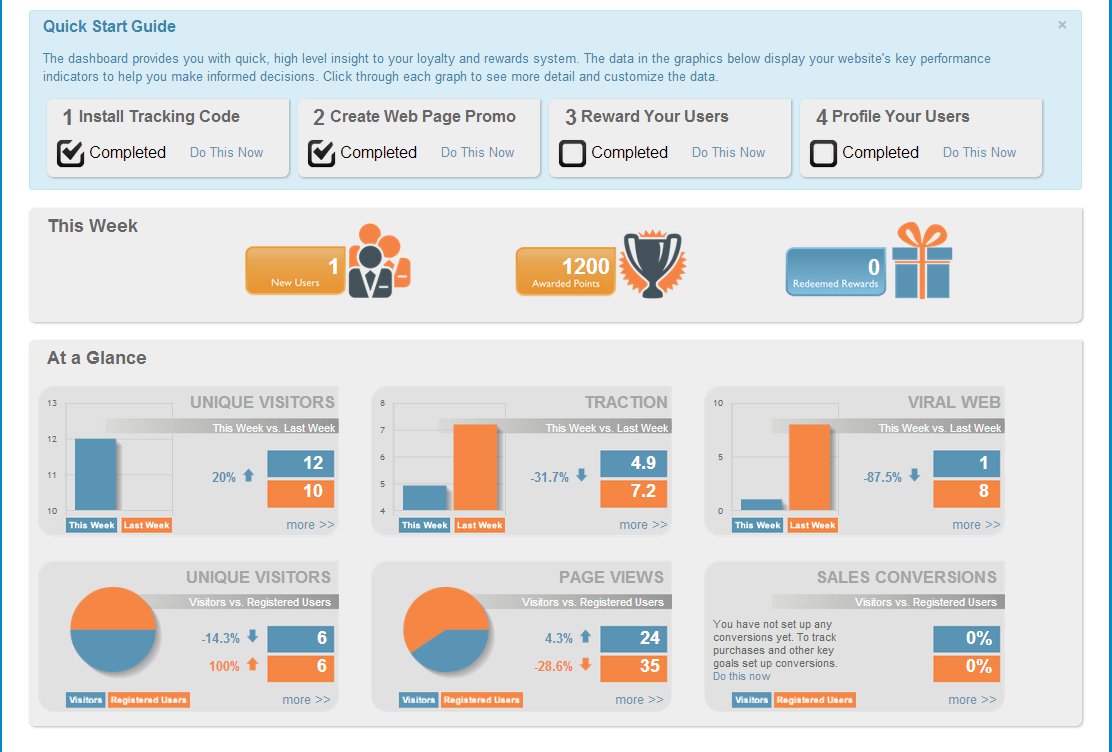 Quick Start Guide
×
The dashboard provides you with quick, high level insight to your loyalty and rewards system. The data in the graphics below display your website's key performance
indicators to help you make informed decisions. Click through each graph to see more detail and customize the data.
1 Install Tracking Code
Completed Do This Now
2 Create Web Page Promo
Completed Do This Now
3 Reward Your Users
Completed Do This Now
4 Profile Your Users
Completed Do This Now
This Week
1
New Users
1200
Awarded Points
0
Redeemed Rewards
At a Glance
UNIQUE VISITORS
This Week vs. Last Week
13
12
11
10
20%
12
10
This Week Last Week
more >>
TRACTION
This Week vs. Last Week
8
7
6
5
4
-31.7%
4.9
7.2
This Week Last Week
more >>
VIRAL WEB
This Week vs. Last Week
10
5
0
-87.5%
1
8
This Week Last Week
more >>
UNIQUE VISITORS
Visitors vs. Registered Users
-14.3% 6
100% 6
Visitors Registered Users
more >>
PAGE VIEWS
Visitors vs. Registered Users
4.3% 24
-28.6% 35
Visitors Registered Users
more >>
SALES CONVERSIONS
Visitors vs. Registered Users
You have not set up any
conversions yet. To track
purchases and other key
goals set up conversions.
Do this now
0%
0%
Visitors Registered Users
more >>